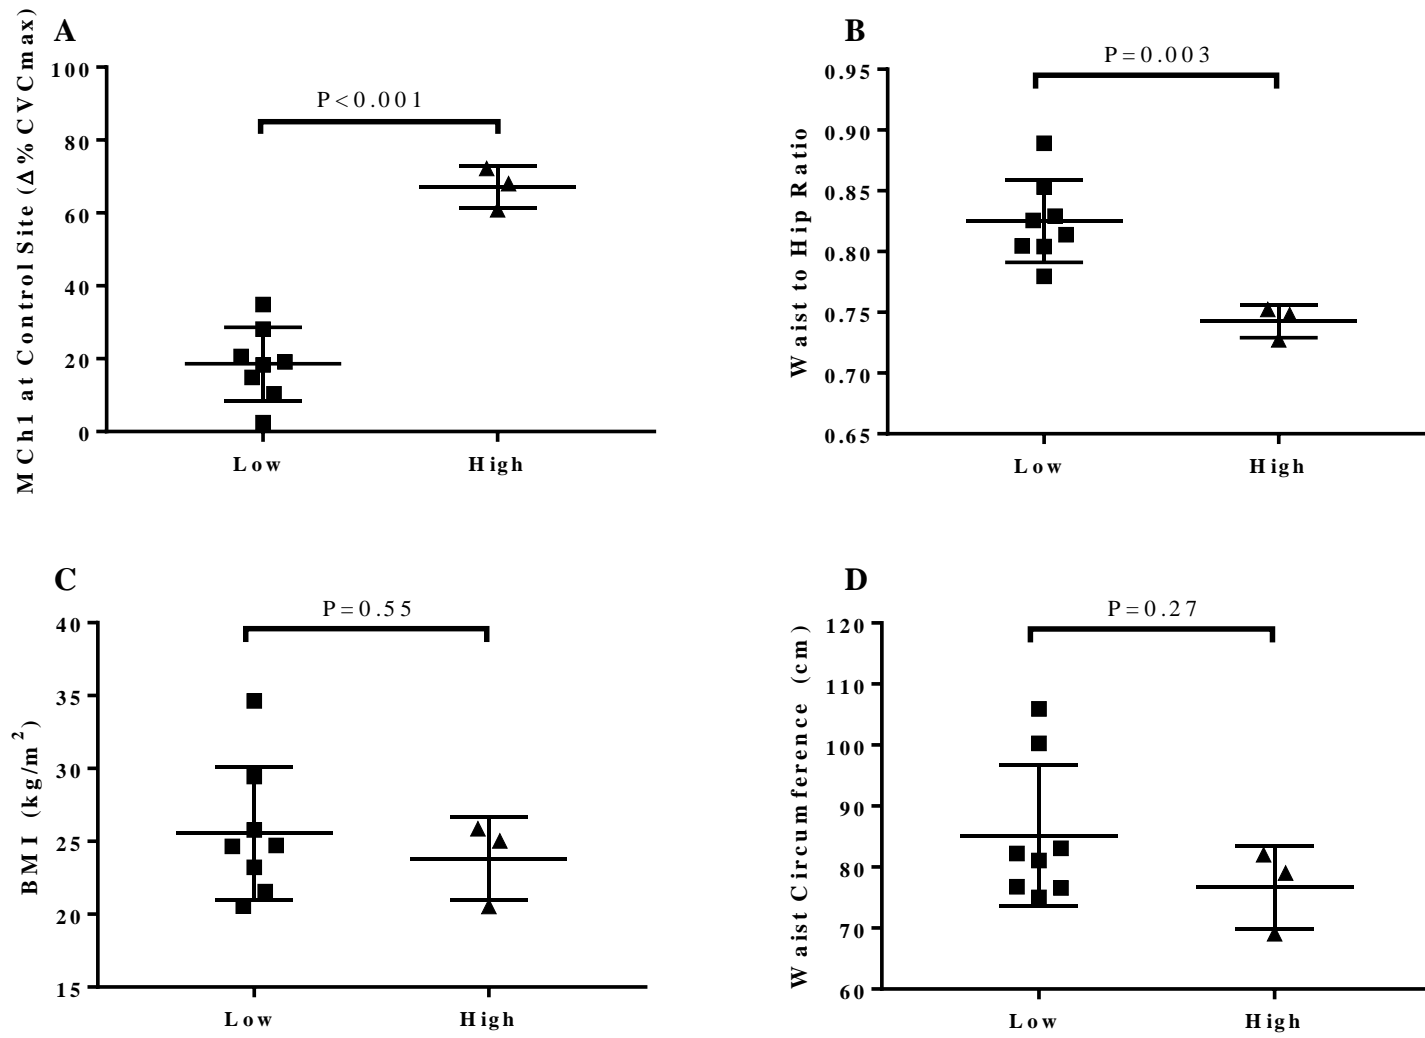 A
MCh1 at Control Site (Δ%CVCmax)
100
80
60
40
20
0
P<0.001
Low
High
B
Waist to Hip Ratio
0.95
0.90
0.85
0.80
0.75
0.70
0.65
P=0.003
Low
High
C
BMI (kg/m²)
40
35
30
25
20
15
P=0.55
Low
High
D
Waist Circumference (cm)
120
110
100
90
80
70
60
P=0.27
Low
High